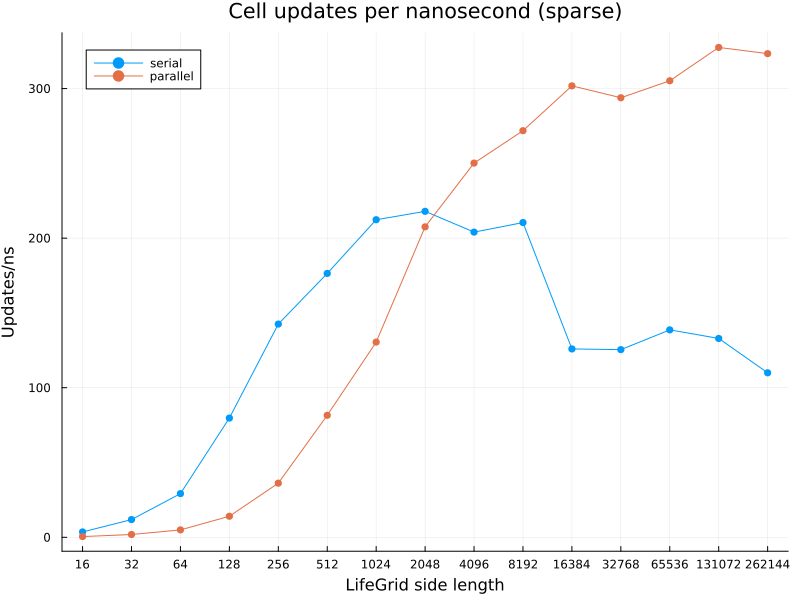 Cell updates per nanosecond (sparse)
serial
parallel
300
200
100
0
Updates/ns
16 32 64 128 256 512 1024 2048 4096 8192 16384 32768 65536 131072 262144
LifeGrid side length